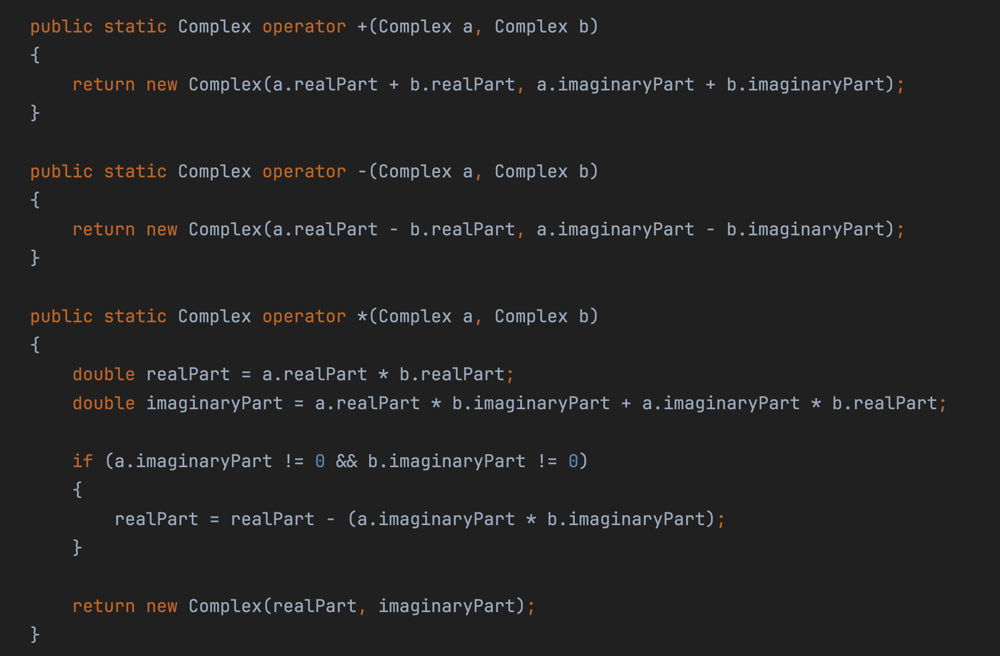 public static Complex operator +(Complex a, Complex b)
{
    return new Complex(a.realPart + b.realPart, a.imaginaryPart + b.imaginaryPart);
}

public static Complex operator -(Complex a, Complex b)
{
    return new Complex(a.realPart - b.realPart, a.imaginaryPart - b.imaginaryPart);
}

public static Complex operator *(Complex a, Complex b)
{
    double realPart = a.realPart * b.realPart;
    double imaginaryPart = a.realPart * b.imaginaryPart + a.imaginaryPart * b.realPart;

    if (a.imaginaryPart != 0 && b.imaginaryPart != 0)
    {
        realPart = realPart - (a.imaginaryPart * b.imaginaryPart);
    }

    return new Complex(realPart, imaginaryPart);
}